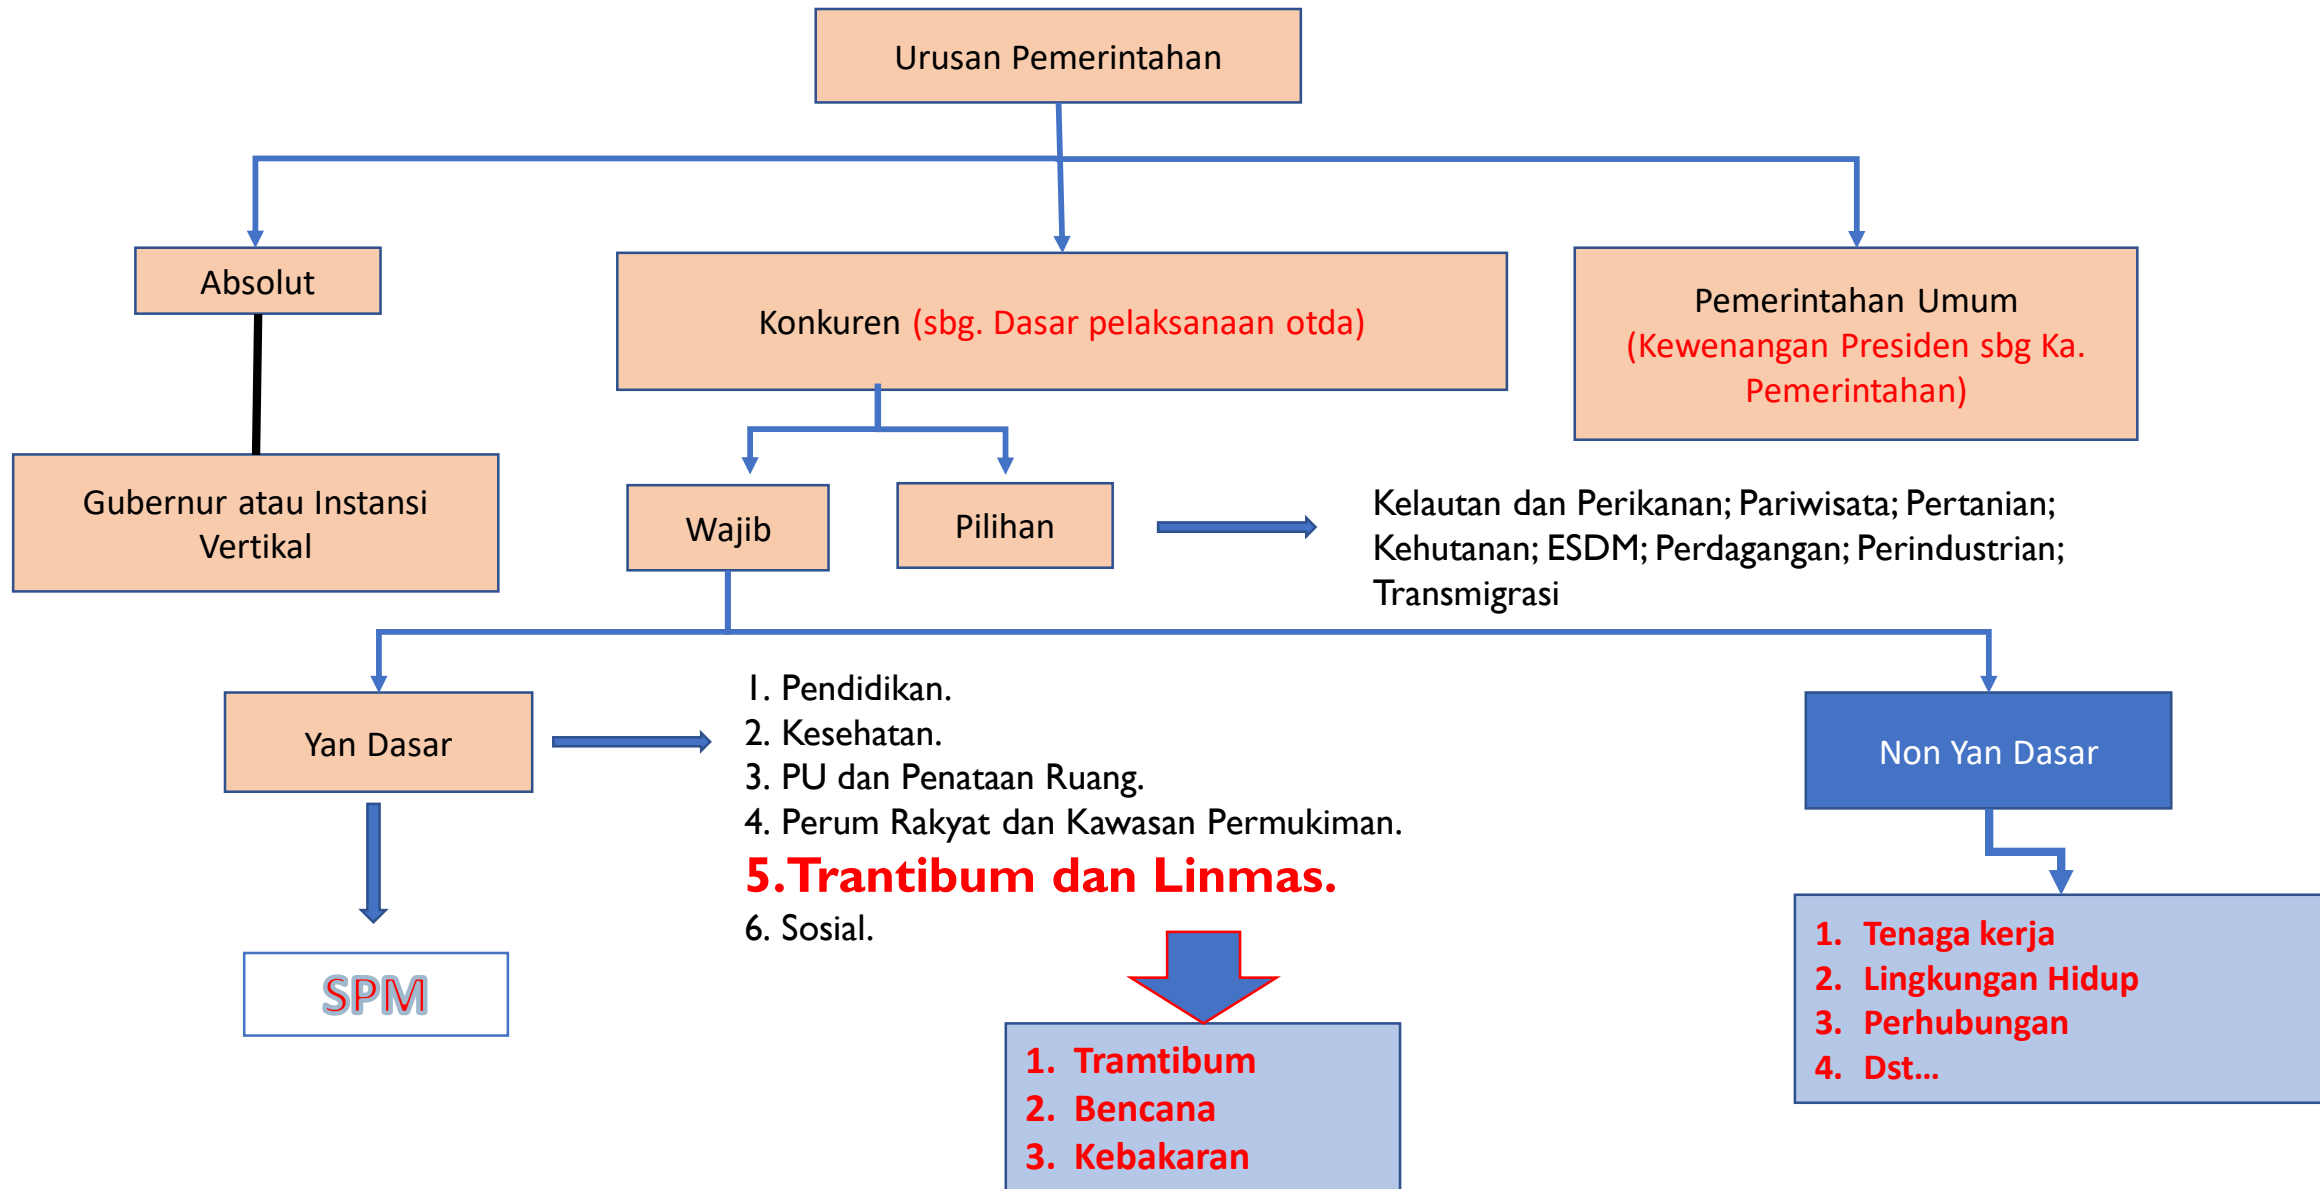 Urusan Pemerintahan
Absolut
Konkuren (sbg. Dasar pelaksanaan otda)
Pemerintahan Umum
(Kewenangan Presiden sbg Ka.
Pemerintahan)
Gubernur atau Instansi
Vertikal
Wajib
Pilihan
Kelautan dan Perikanan; Pariwisata; Pertanian;
Kehutanan; ESDM; Perdagangan; Perindustrian;
Transmigrasi
Yan Dasar
1. Pendidikan.
2. Kesehatan.
3. PU dan Penataan Ruang.
4. Perum Rakyat dan Kawasan Permukiman.
5. Trantibum dan Linmas.
6. Sosial.
Non Yan Dasar
SPM
1. Tramtibum
2. Bencana
3. Kebakaran
1. Tenaga kerja
2. Lingkungan Hidup
3. Perhubungan
4. Dst...